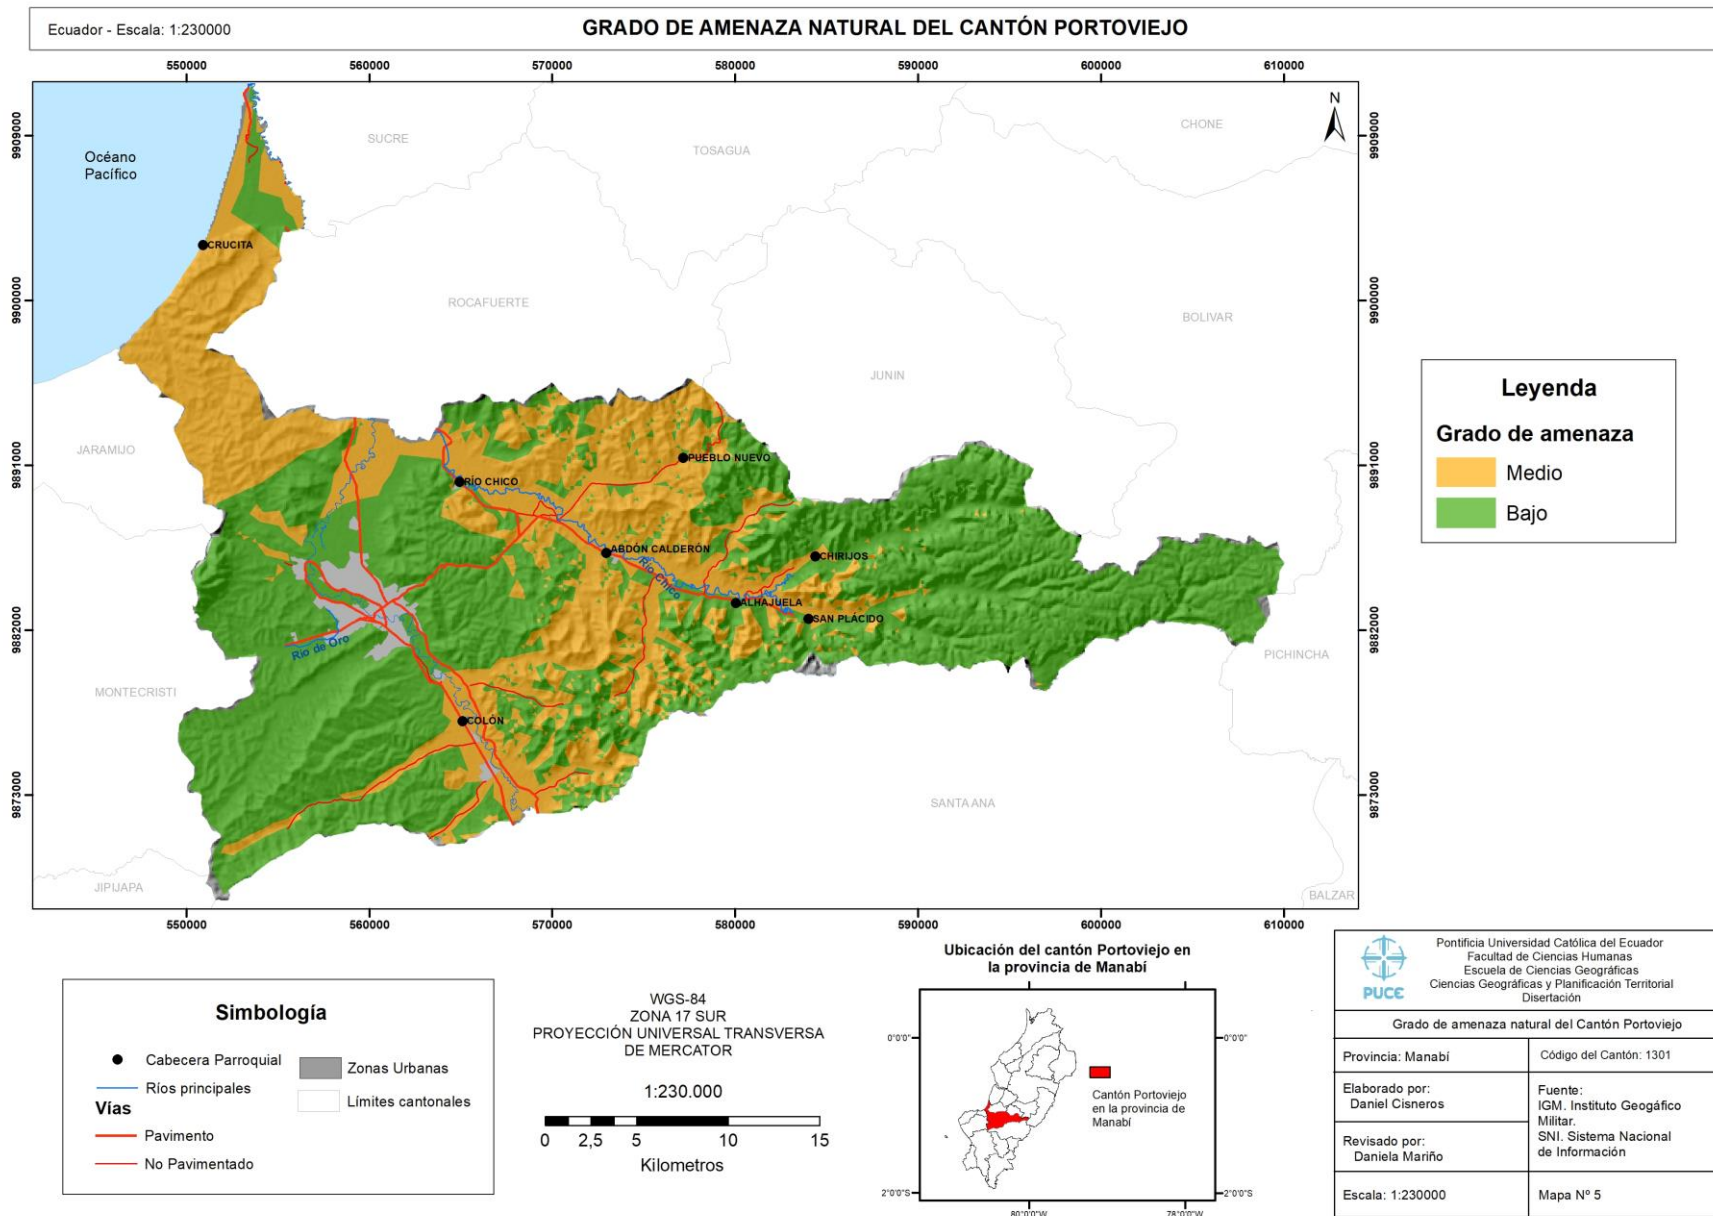 Ecuador - Escala: 1:230000
GRADO DE AMENAZA NATURAL DEL CANTÓN PORTOVIEJO
550000
560000
570000
580000
590000
600000
610000
9909000
9900000
9891000
9882000
9873000
9909000
9900000
9891000
9882000
9873000
N
Océano
Pacífico
SUCRE
TOSAGUA
CHONE
CRUCITA
ROCAFUERTE
BOLIVAR
JUNIN
JARAMIJO
PUEBLO NUEVO
RÍO CHICO
ABDÓN CALDERÓN
CHIRIJOS
Río Chico
ALHAJUELA
SAN PLÁCIDO
Río de Oro
PICHINCHA
MONTECRISTI
COLÓN
SANTA ANA
JIPIJAPA
BALZAR
550000
560000
570000
580000
590000
600000
610000
Leyenda
Grado de amenaza
Medio
Bajo
Simbología
Cabecera Parroquial
Ríos principales
Vías
Pavimento
No Pavimentado
Zonas Urbanas
Límites cantonales
WGS-84
ZONA 17 SUR
PROYECCIÓN UNIVERSAL TRANSVERSA
DE MERCATOR
1:230.000
0 2,5 5 10 15
Kilometros
Ubicación del cantón Portoviejo en
la provincia de Manabí
0°0'0"
0°0'0"
2°0'0"S
2°0'0"S
80°0'0"W
78°0'0"W
Cantón Portoviejo
en la provincia de
Manabí
PUCE
Pontificia Universidad Católica del Ecuador
Facultad de Ciencias Humanas
Escuela de Ciencias Geográficas
Ciencias Geográficas y Planificación Territorial
Disertación
Grado de amenaza natural del Cantón Portoviejo
Provincia: Manabí
Código del Cantón: 1301
Elaborado por:
Daniel Cisneros
Revisado por:
Daniela Mariño
Fuente:
IGM. Instituto Geogáfico
Militar.
SNI. Sistema Nacional
de Información
Escala: 1:230000
Mapa Nº 5